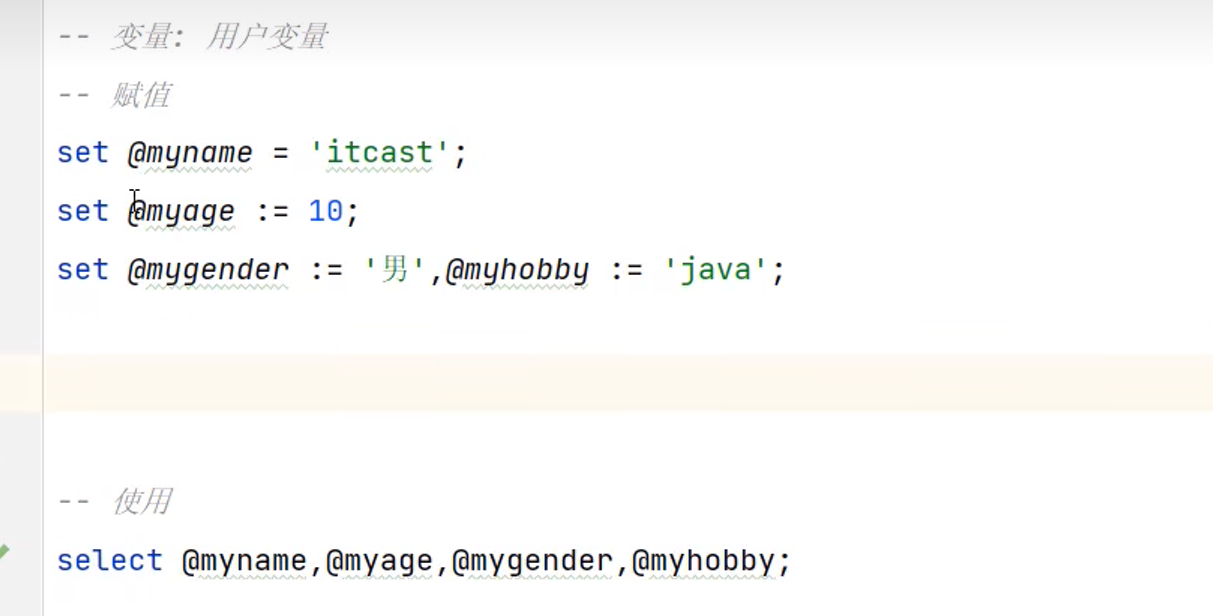 -- 变量: 用户变量
-- 赋值
set @myname = 'itcast';
set @myage := 10;
set @mygender := '男',@myhobby := 'java';
-- 使用
select @myname,@myage,@mygender,@myhobby;